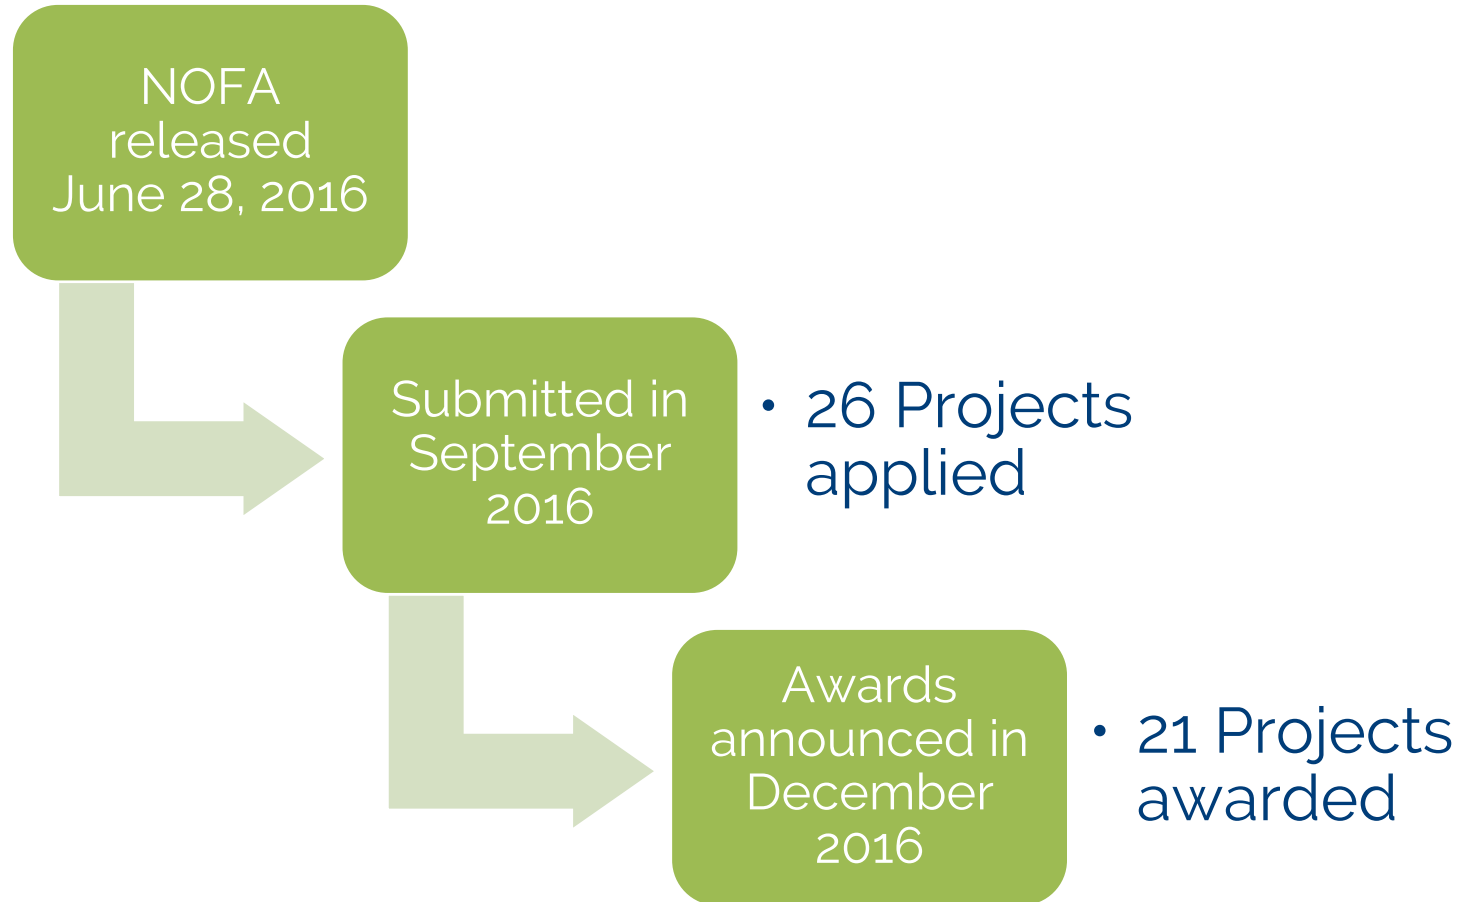 NOFA
released
June 28, 2016
Submitted in
September
2016
• 26 Projects
applied
Awards
announced in
December
2016
• 21 Projects
awarded